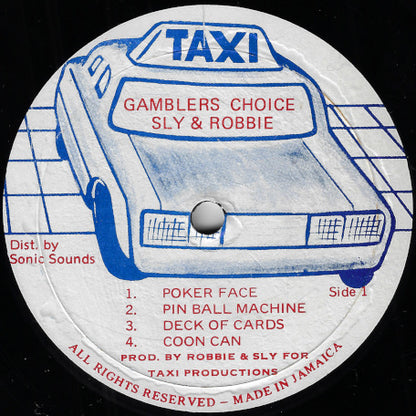 TAXI
GAMBLERS CHOICE
SLY & ROBBIE
Dist. by
Sonic Sounds
Side 1
1. POKER FACE
2. PIN BALL MACHINE
3. DECK OF CARDS
4. COON CAN
PROD. BY ROBBIE & SLY FOR
TAXI PRODUCTIONS
ALL RIGHTS RESERVED – MADE IN JAMAICA